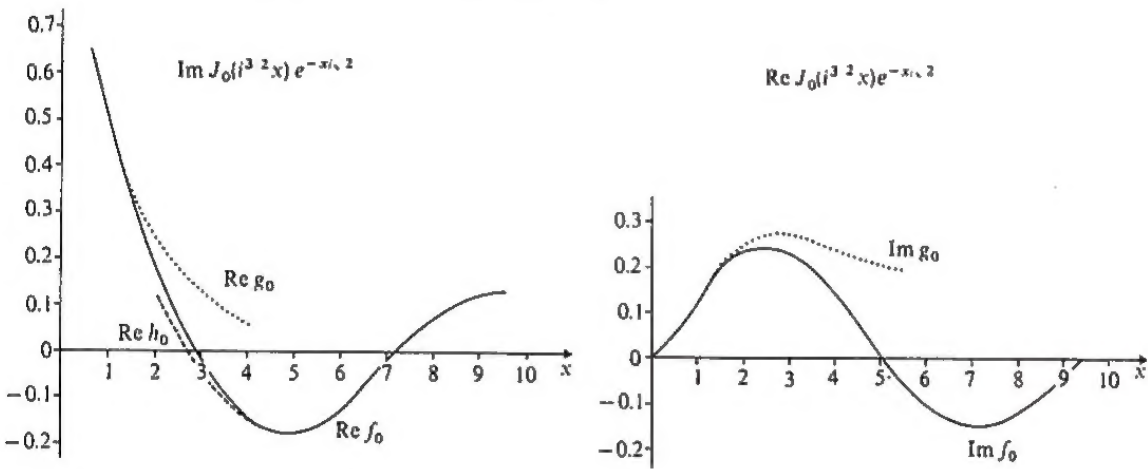 0.7
0.6
0.5
0.4
0.3
0.2
0.1
0
−0.1
−0.2
Im J₀(i³ ² x) e^−x/√2
Re g₀
Re h₀
Re f₀
1 2 3 4 5 6 7 8 9 10 x
Re J₀(i³ ² x)e^−x/√2
0.3
0.2
0.1
0
−0.1
−0.2
Im g₀
Im f₀
1 2 3 4 5 6 7 8 9 10 x